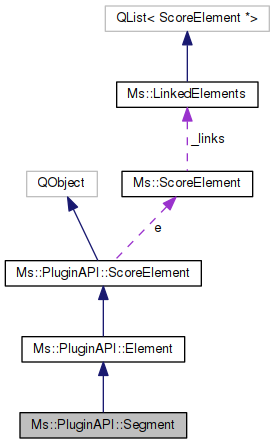 QList< ScoreElement *>
Ms::LinkedElements
_links
QObject
Ms::ScoreElement
e
Ms::PluginAPI::ScoreElement
Ms::PluginAPI::Element
Ms::PluginAPI::Segment